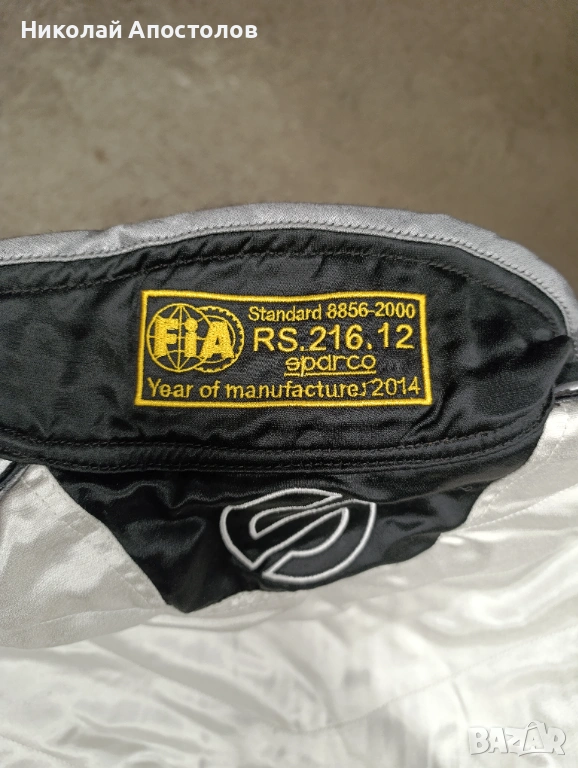 Николай Апостолов
FiA
Standard 8856-2000
RS.216.12
sparco
Year of manufacture: 2014
BAZAR